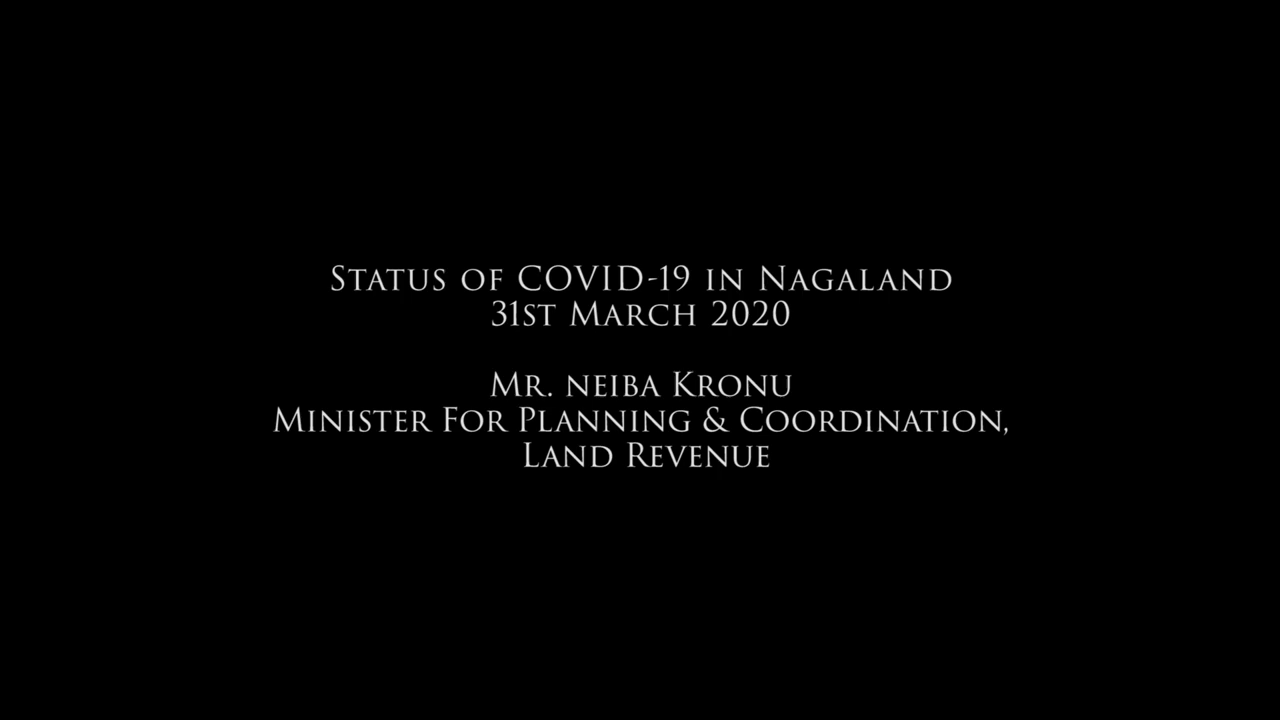 Status of COVID-19 in Nagaland
31st March 2020
Mr. neiba Kronu
Minister For Planning & Coordination,
Land Revenue